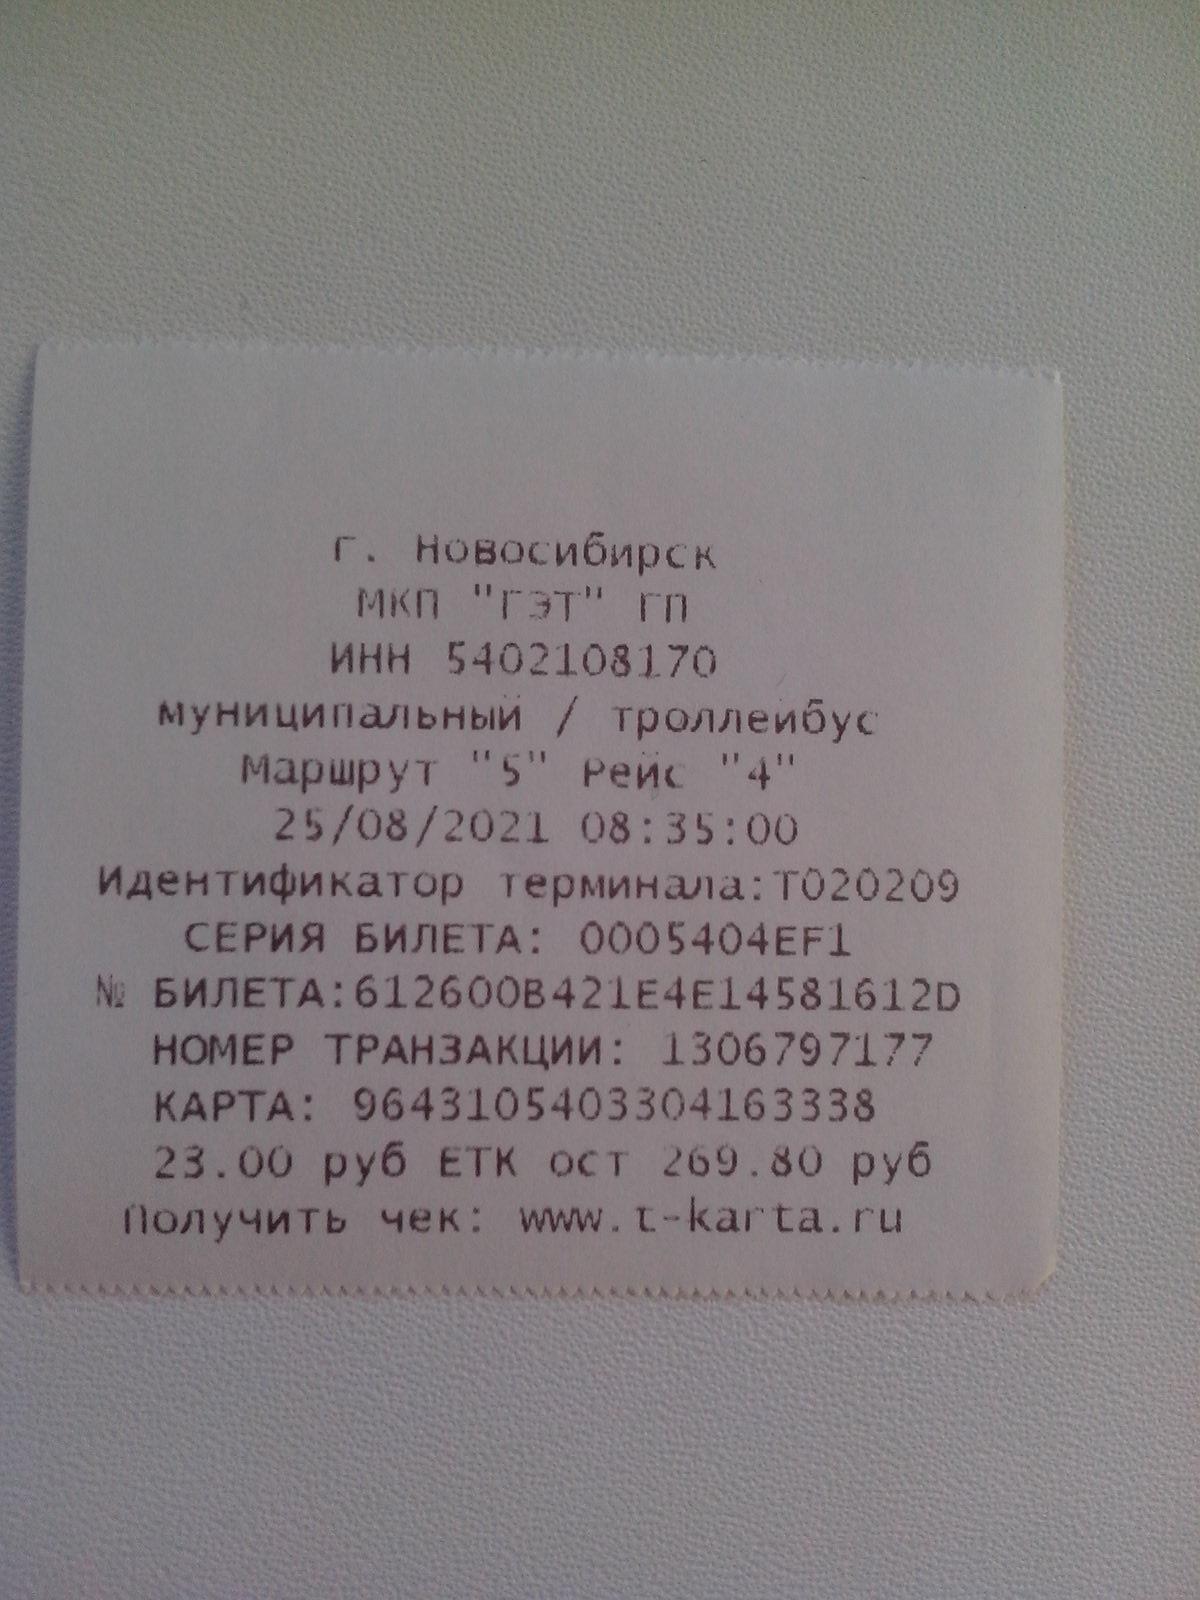 г. Новосибирск
МКП "ГЭТ" ГП
ИНН 5402108170
муниципальный / троллейбус
Маршрут "5" Рейс "4"
25/08/2021 08:35:00
Идентификатор терминала:T020209
СЕРИЯ БИЛЕТА: 0005404EF1
№ БИЛЕТА:612600B421E4E14581612D
НОМЕР ТРАНЗАКЦИИ: 1306797177
КАРТА: 9643105403304163338
23.00 руб ЕТК ост 269.80 руб
Получить чек: www.t-karta.ru